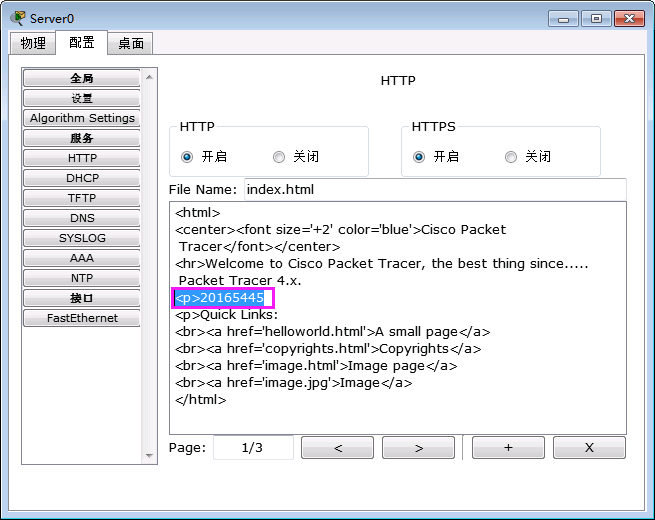 Server0
物理 配置 桌面
全局
设置
Algorithm Settings
服务
HTTP
DHCP
TFTP
DNS
SYSLOG
AAA
NTP
接口
FastEthernet
HTTP
HTTP
开启 关闭
HTTPS
开启 关闭
File Name: index.html
<html>
<center><font size='+2' color='blue'>Cisco Packet
Tracer</font></center>
<hr>Welcome to Cisco Packet Tracer, the best thing since.....
Packet Tracer 4.x.
<p>20165445
<p>Quick Links:
<br><a href='helloworld.html'>A small page</a>
<br><a href='copyrights.html'>Copyrights</a>
<br><a href='image.html'>Image page</a>
<br><a href='image.jpg'>Image</a>
</html>
Page: 1/3 < > + X